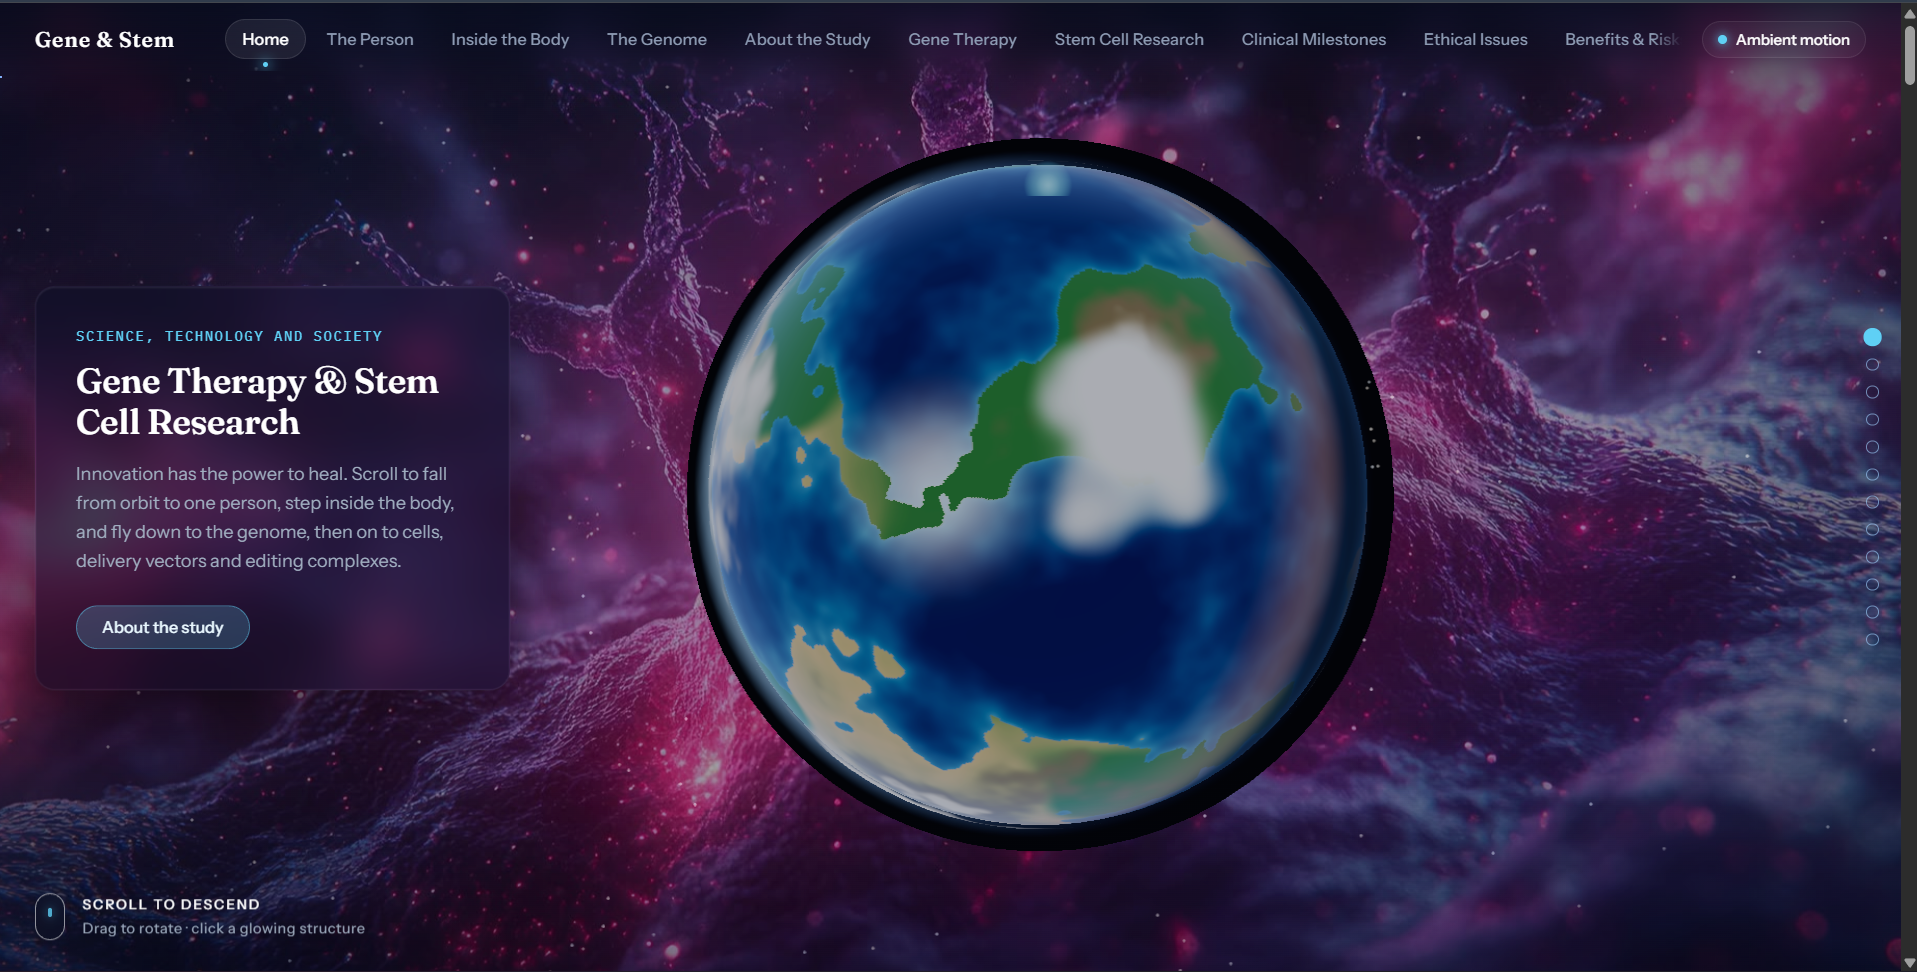 Gene & Stem
Home
The Person
Inside the Body
The Genome
About the Study
Gene Therapy
Stem Cell Research
Clinical Milestones
Ethical Issues
Benefits & Risk
Ambient motion
SCIENCE, TECHNOLOGY AND SOCIETY
Gene Therapy & Stem
Cell Research
Innovation has the power to heal. Scroll to fall
from orbit to one person, step inside the body,
and fly down to the genome, then on to cells,
delivery vectors and editing complexes.
About the study
SCROLL TO DESCEND
Drag to rotate · click a glowing structure